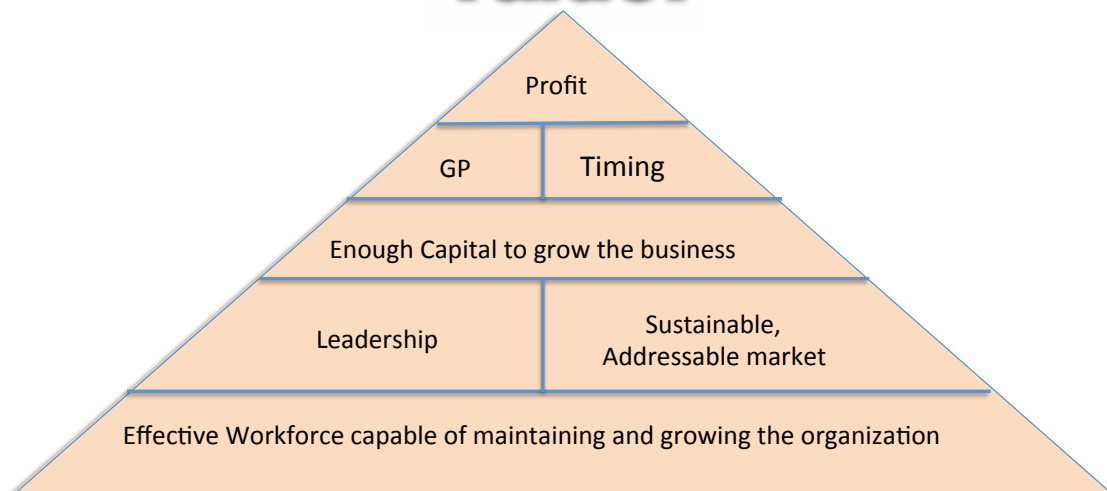 Profit
GP
Timing
Enough Capital to grow the business
Leadership
Sustainable,
Addressable market
Effective Workforce capable of maintaining and growing the organization